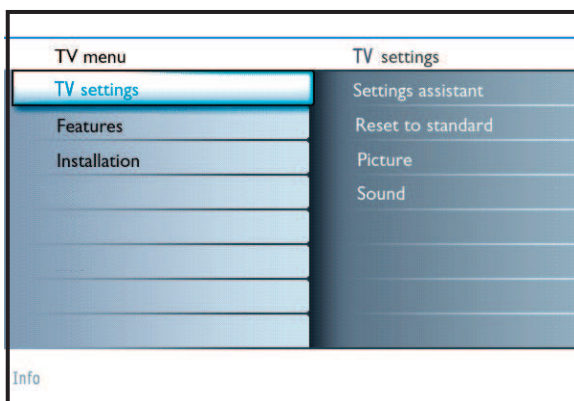 TV menu
TV settings
TV settings
Settings assistant
Features
Reset to standard
Installation
Picture
Sound
Info